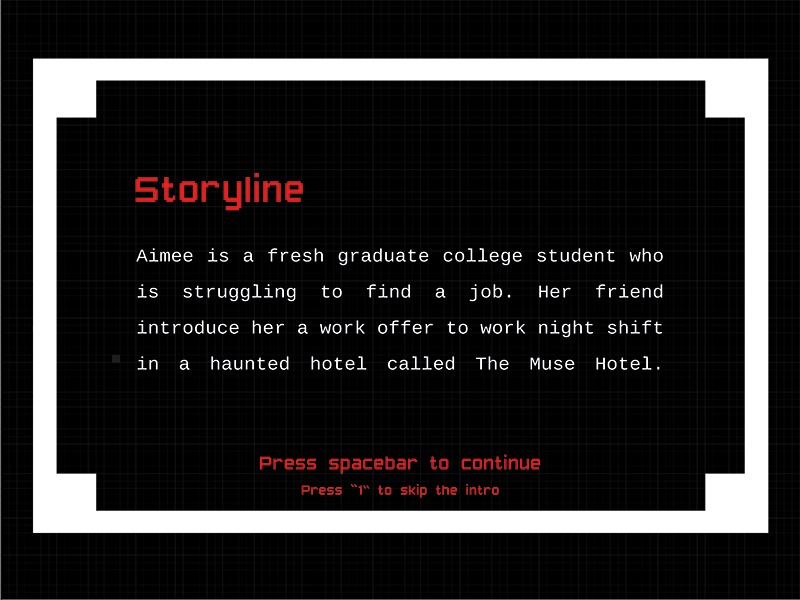 Storyline
Aimee is a fresh graduate college student who
is struggling to find a job. Her friend
introduce her a work offer to work night shift
in a haunted hotel called The Muse Hotel.
Press spacebar to continue
Press "1" to skip the intro